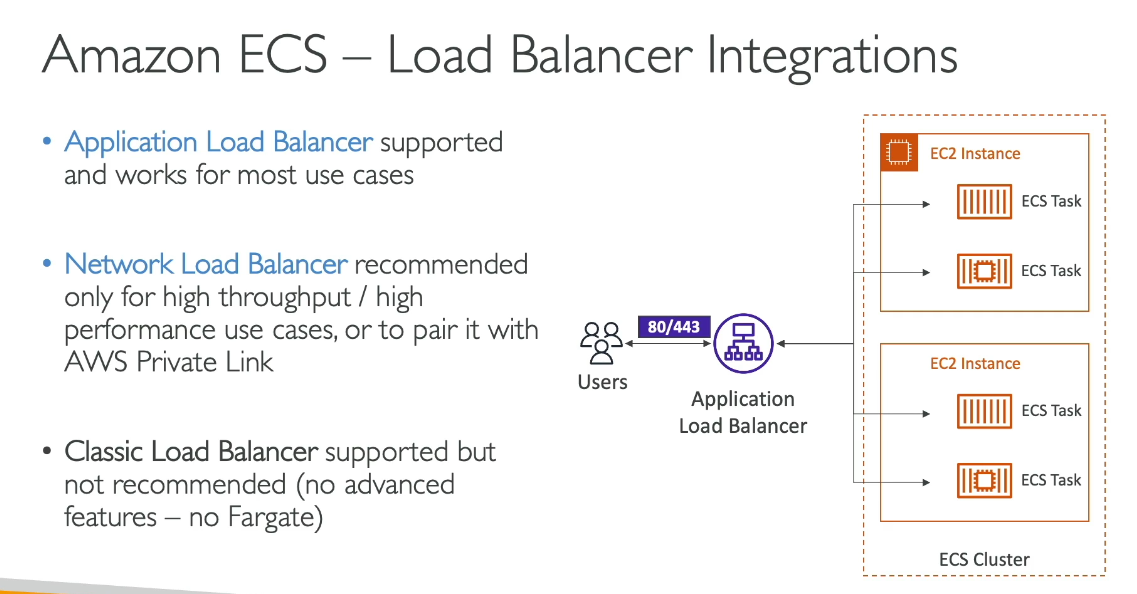 Amazon ECS – Load Balancer Integrations
• Application Load Balancer supported
and works for most use cases
• Network Load Balancer recommended
only for high throughput / high
performance use cases, or to pair it with
AWS Private Link
• Classic Load Balancer supported but
not recommended (no advanced
features – no Fargate)
Users
80/443
Application
Load Balancer
EC2 Instance
ECS Task
ECS Task
EC2 Instance
ECS Task
ECS Task
ECS Cluster